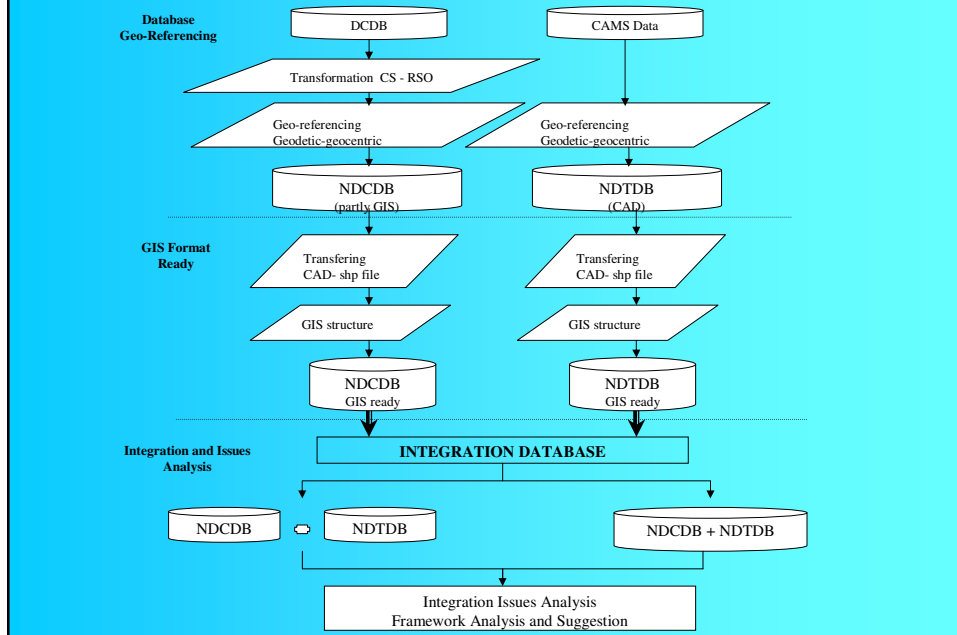 Database
Geo-Referencing
DCDB
CAMS Data
Transformation CS - RSO
Geo-referencing
Geodetic-geocentric
Geo-referencing
Geodetic-geocentric
NDCDB
(partly GIS)
NDTDB
(CAD)
GIS Format
Ready
Transfering
CAD- shp file
Transfering
CAD- shp file
GIS structure
GIS structure
NDCDB
GIS ready
NDTDB
GIS ready
Integration and Issues
Analysis
INTEGRATION DATABASE
NDCDB
NDTDB
NDCDB + NDTDB
Integration Issues Analysis
Framework Analysis and Suggestion